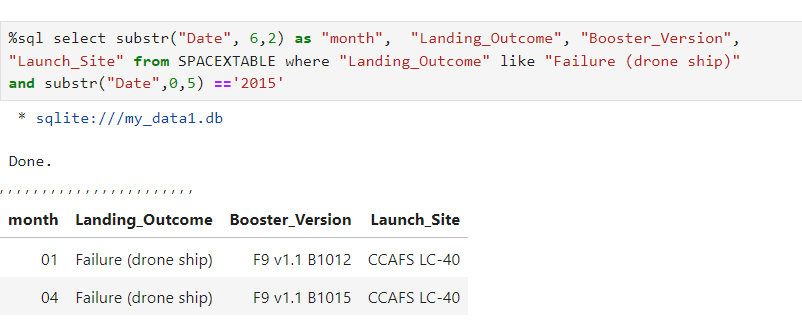 %sql select substr("Date", 6,2) as "month",  "Landing_Outcome", "Booster_Version",
"Launch_Site" from SPACEXTABLE where "Landing_Outcome" like "Failure (drone ship)"
and substr("Date",0,5) =='2015'
* sqlite:///my_data1.db
Done.
,,,,,,,,,,,,,,,,,,,,,,,
month Landing_Outcome Booster_Version Launch_Site
01 Failure (drone ship) F9 v1.1 B1012 CCAFS LC-40
04 Failure (drone ship) F9 v1.1 B1015 CCAFS LC-40